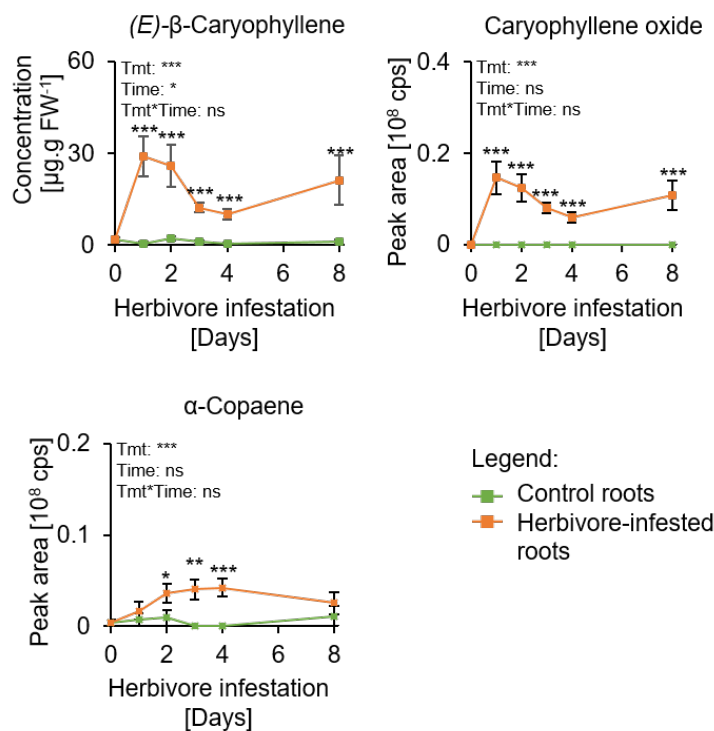 (E)-β-Caryophyllene
Concentration
[µg.g FW-1]
60
30
0
Tmt: ***
Time: *
Tmt*Time: ns
*** *** *** *** ***
0 2 4 6 8
Herbivore infestation
[Days]
Caryophyllene oxide
Peak area [10⁸ cps]
0.4
0.2
0
Tmt: ***
Time: ns
Tmt*Time: ns
*** *** *** *** ***
0 2 4 6 8
Herbivore infestation
[Days]
α-Copaene
Peak area [10⁸ cps]
0.2
0.1
0
Tmt: ***
Time: ns
Tmt*Time: ns
* ** ***
0 2 4 6 8
Herbivore infestation
[Days]
Legend:
Control roots
Herbivore-infested
roots